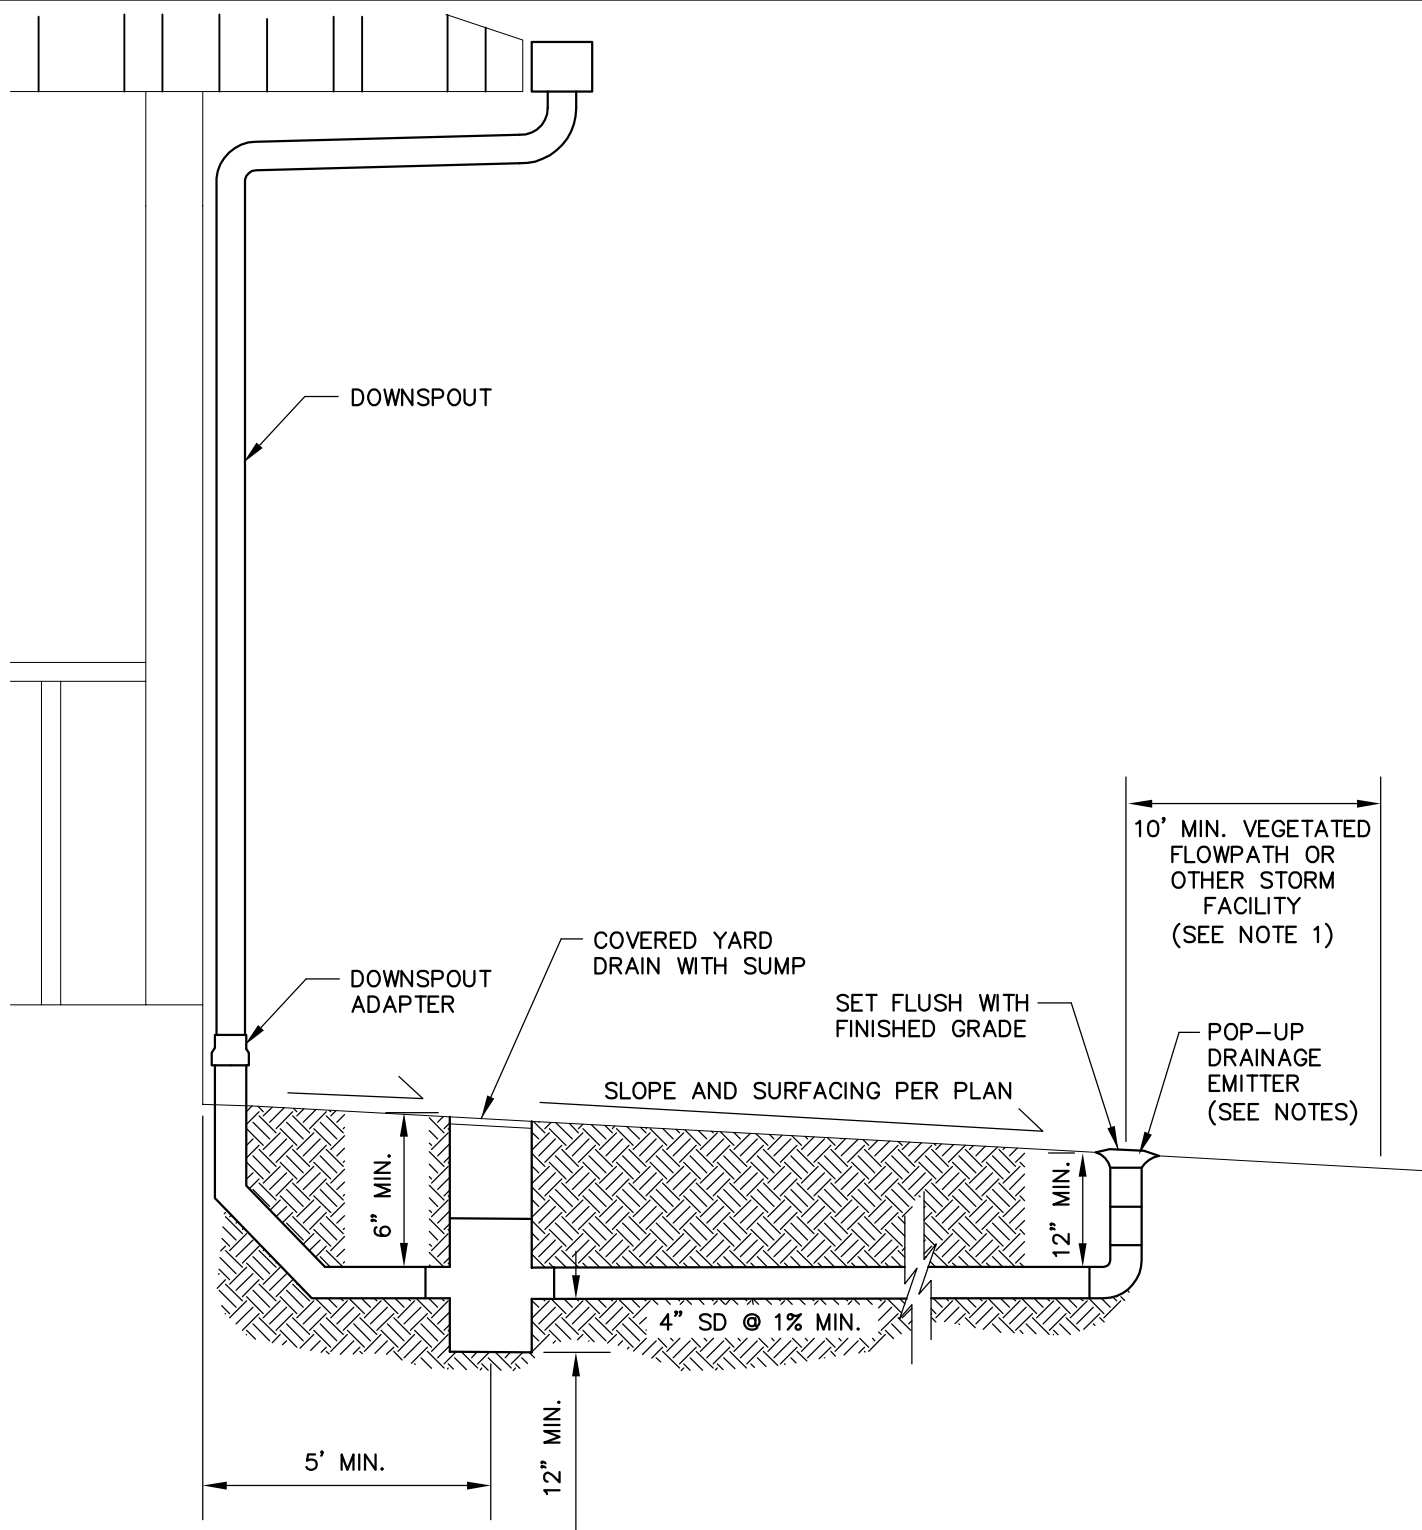 DOWNSPOUT
10' MIN. VEGETATED
FLOWPATH OR
OTHER STORM
FACILITY
(SEE NOTE 1)
COVERED YARD
DRAIN WITH SUMP
DOWNSPOUT
ADAPTER
SET FLUSH WITH
FINISHED GRADE
POP-UP
DRAINAGE
EMITTER
(SEE NOTES)
SLOPE AND SURFACING PER PLAN
6" MIN.
12" MIN.
4" SD @ 1% MIN.
12" MIN.
5' MIN.